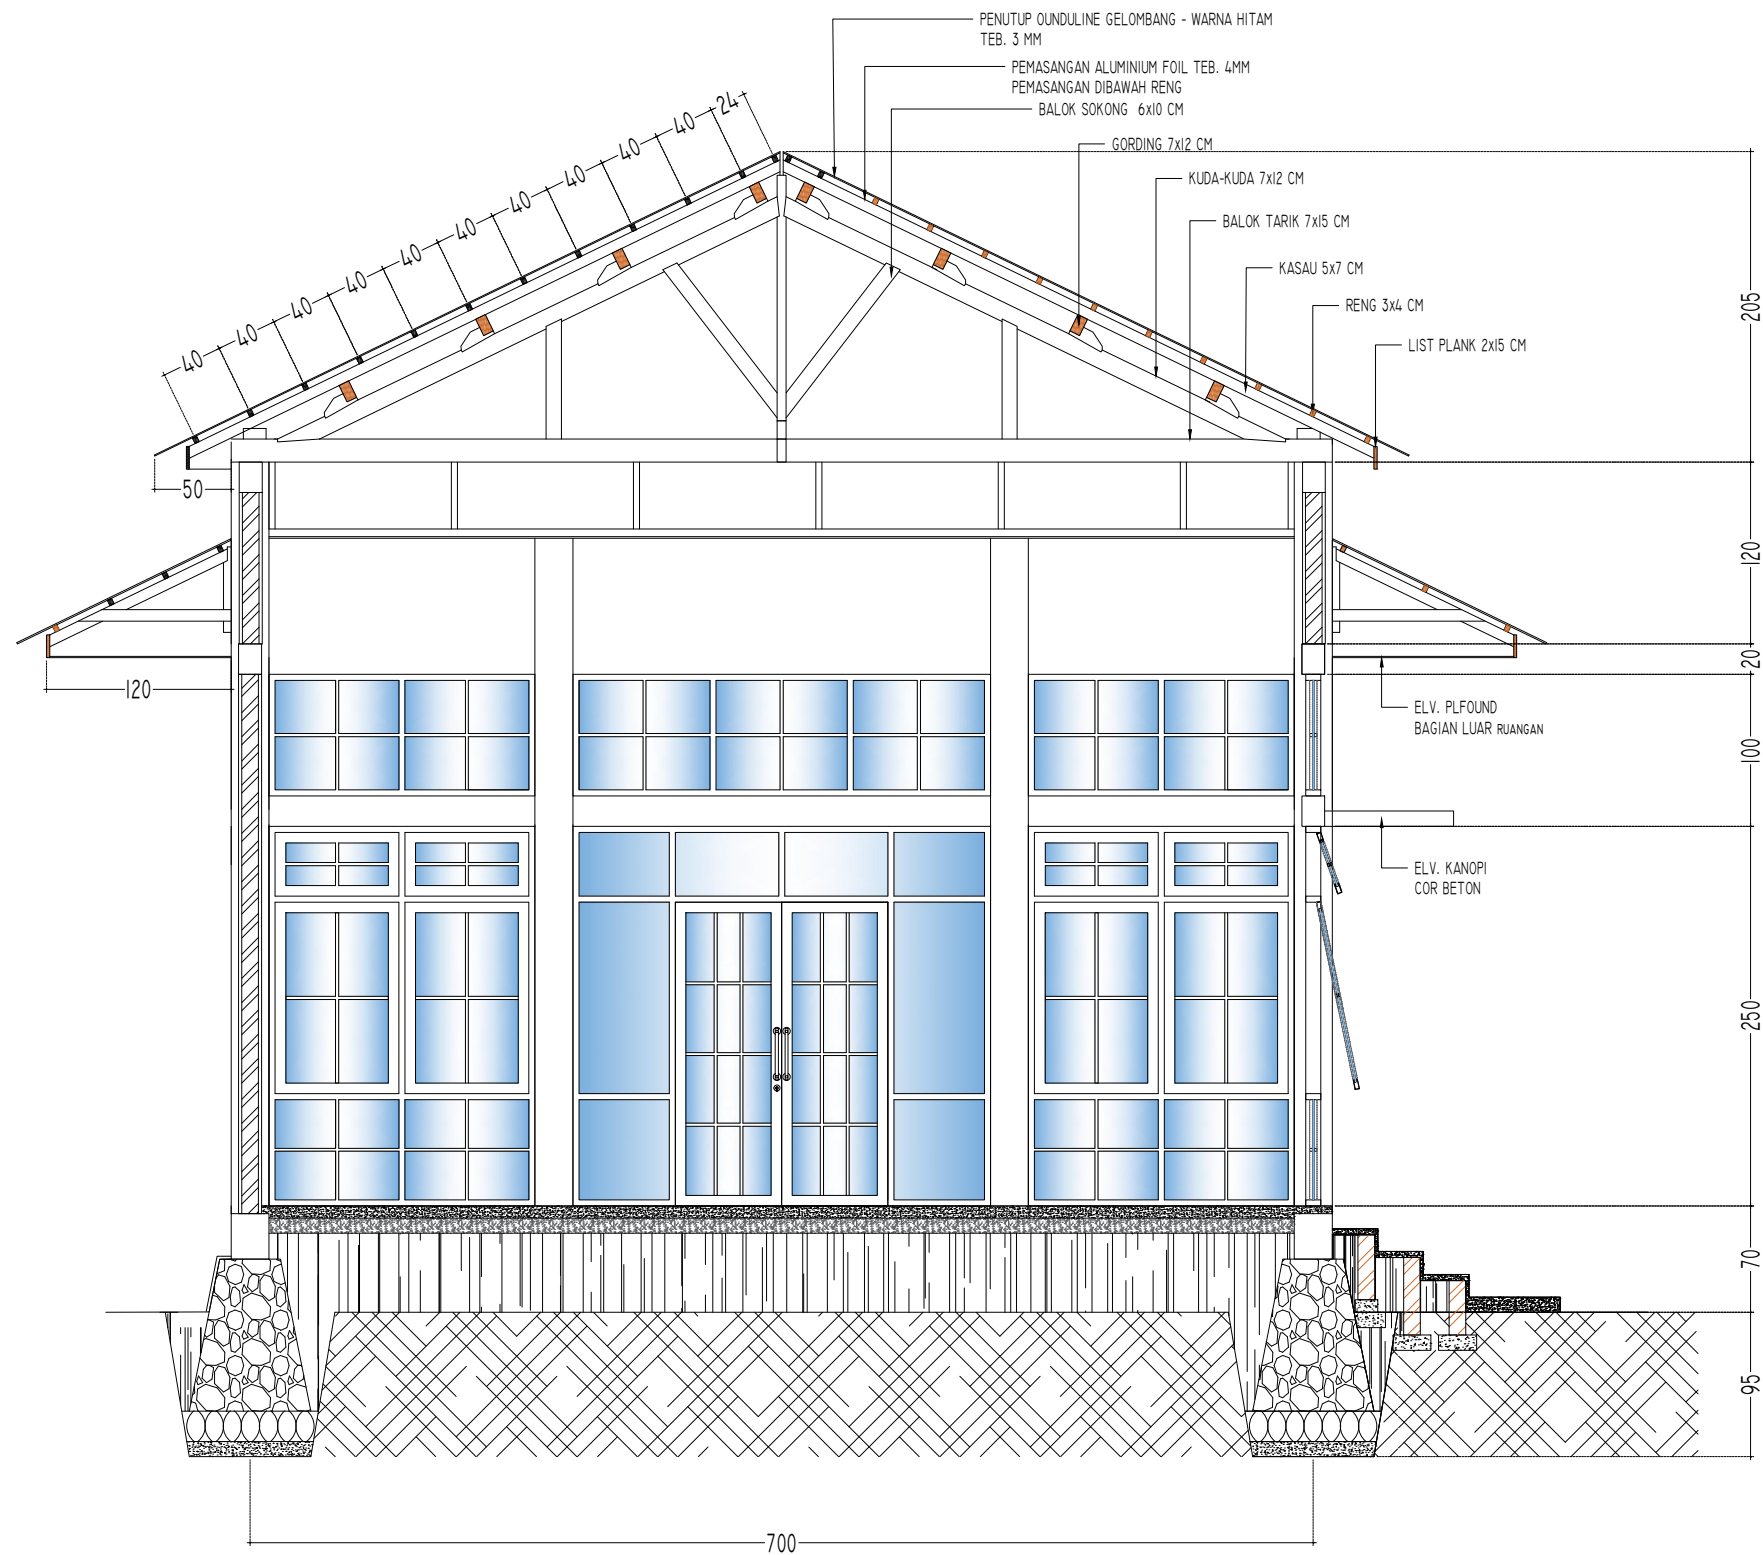 PENUTUP OUNDULINE GELOMBANG - WARNA HITAM
TEB. 3 MM
PEMASANGAN ALUMINIUM FOIL TEB. 4MM
PEMASANGAN DIBAWAH RENG
BALOK SOKONG 6x10 CM
GORDING 7x12 CM
KUDA-KUDA 7x12 CM
BALOK TARIK 7x15 CM
KASAU 5x7 CM
RENG 3x4 CM
LIST PLANK 2x15 CM
24
40
40
40
40
40
40
40
40
40
40
50
120
205
120
20
100
250
70
95
ELV. PLFOUND
BAGIAN LUAR RUANGAN
ELV. KANOPI
COR BETON
700